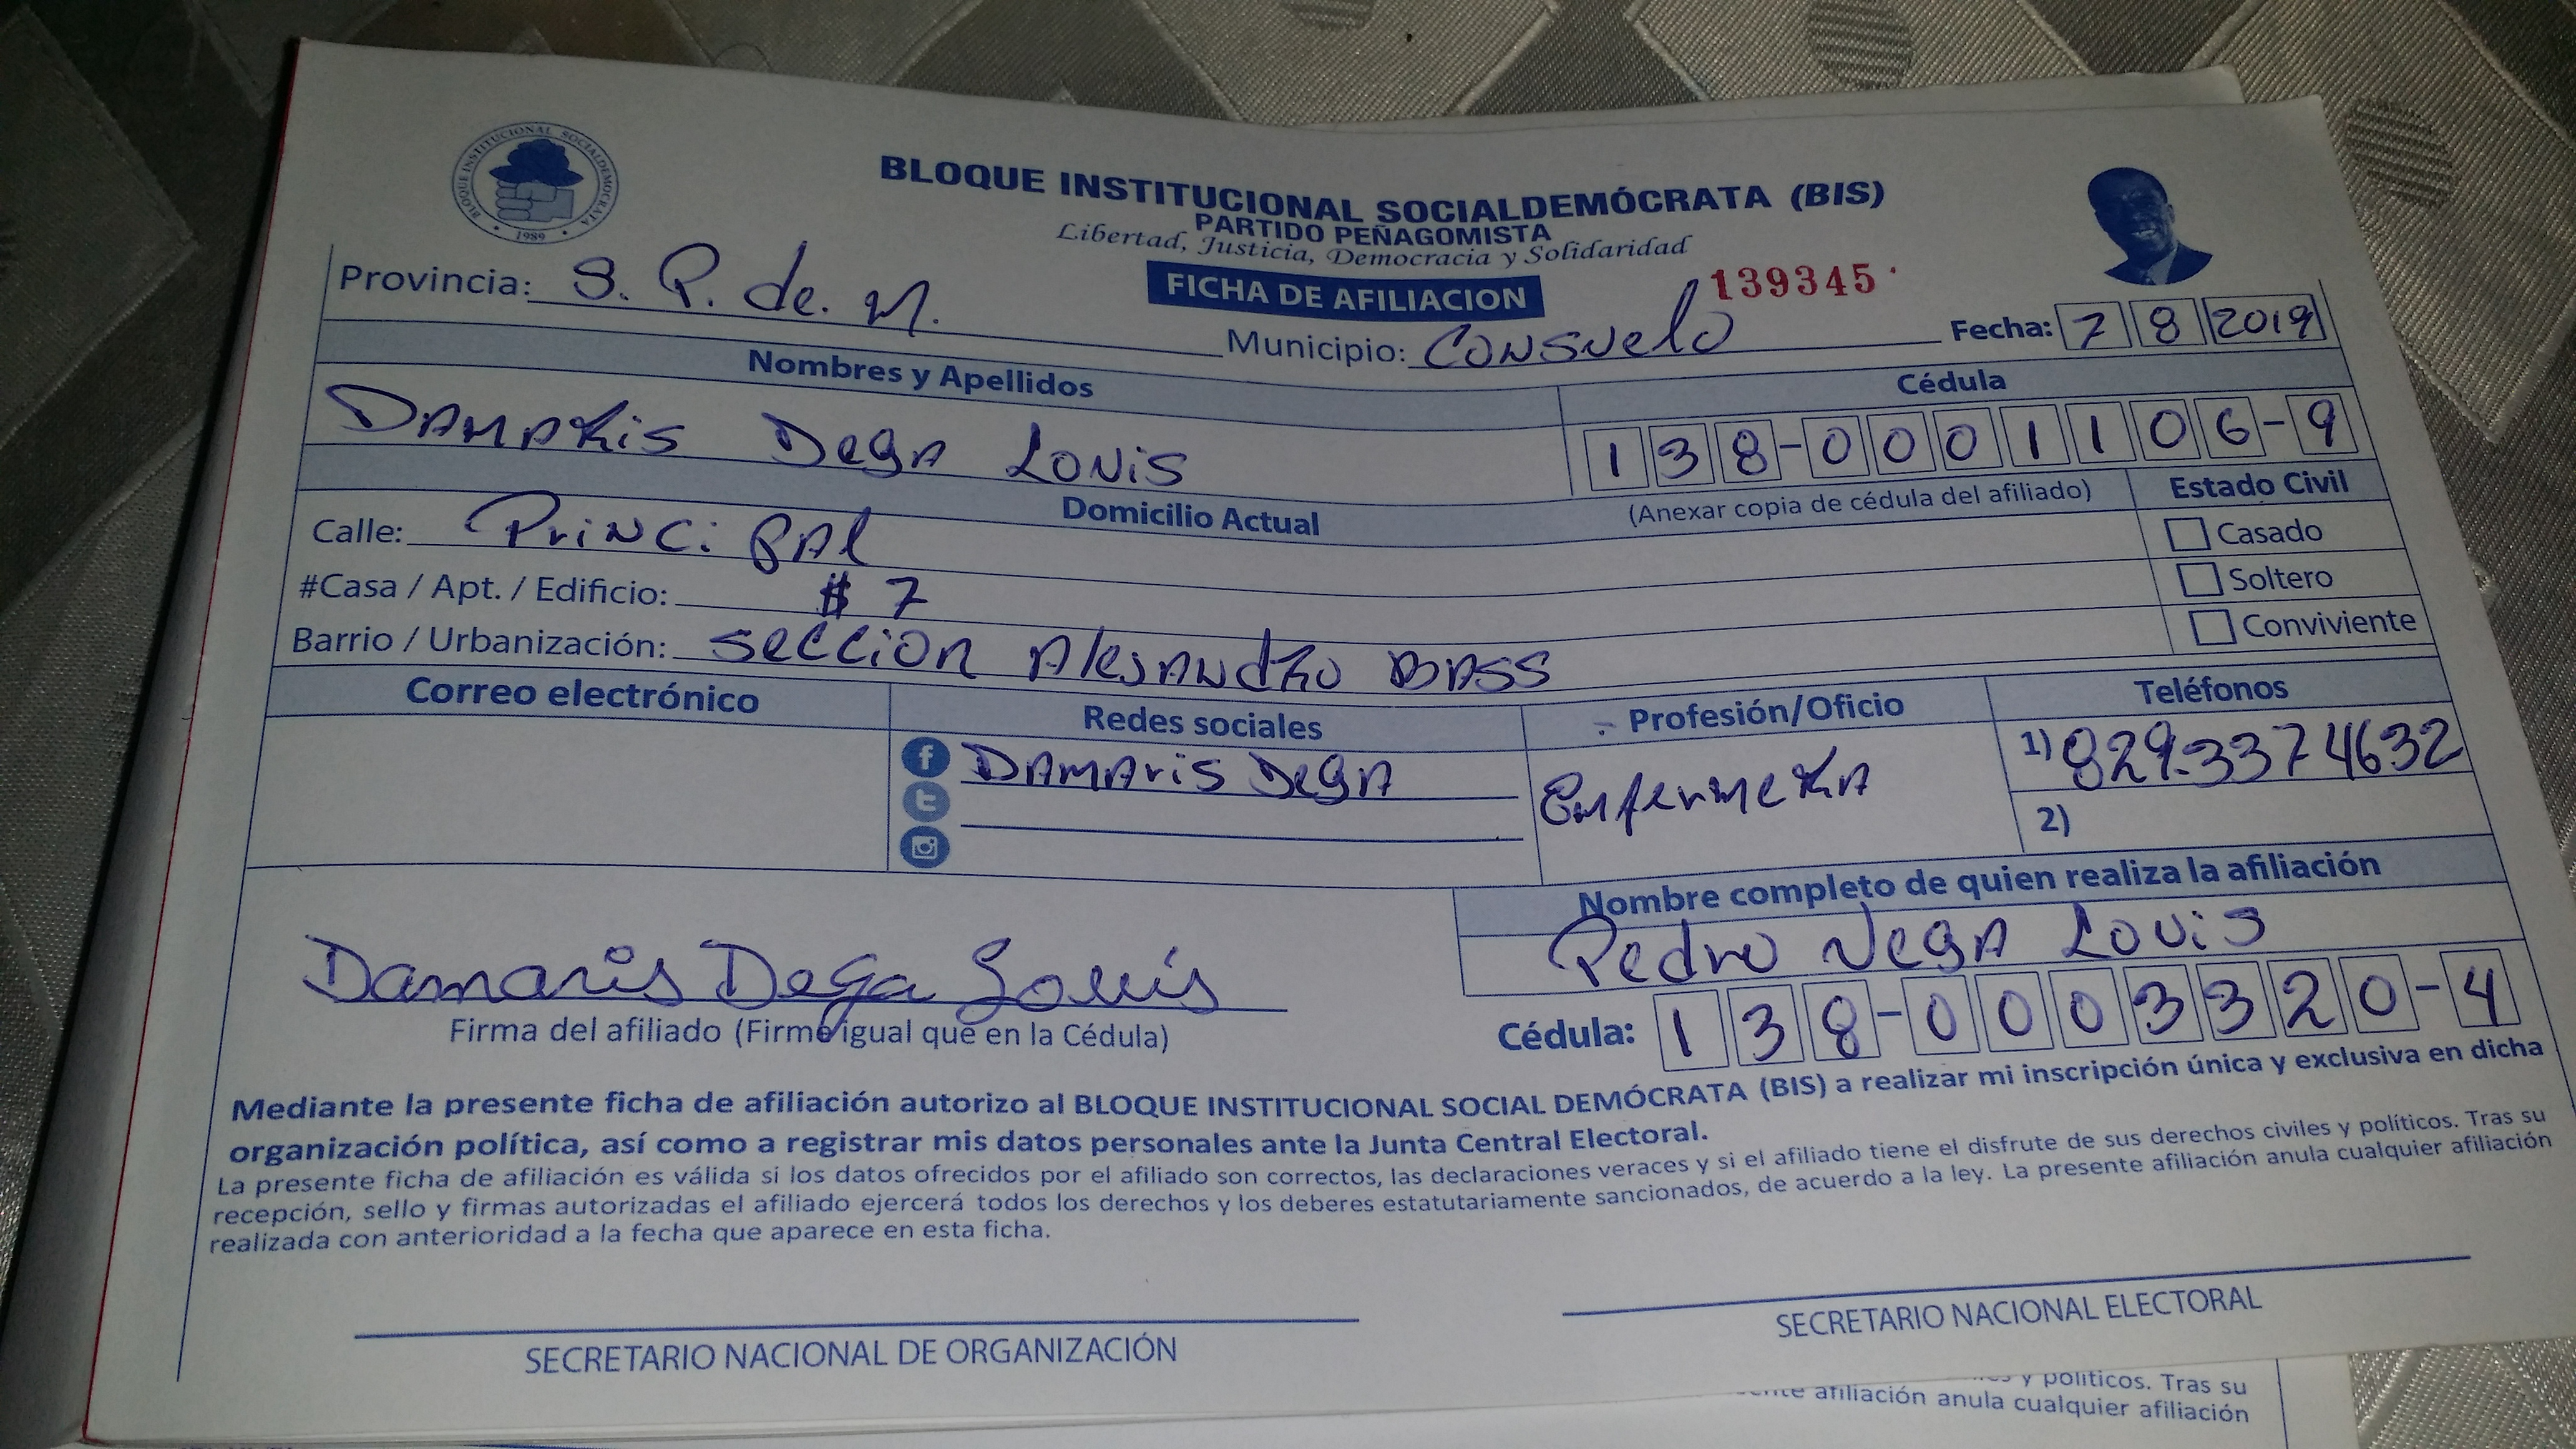 BLOQUE INSTITUCIONAL SOCIALDEMOCRATA
1989
BLOQUE INSTITUCIONAL SOCIALDEMÓCRATA (BIS)
PARTIDO PEÑAGOMISTA
Libertad, Justicia, Democracia y Solidaridad
FICHA DE AFILIACION
139345
Provincia: S. P. de. M.
Municipio: Consuelo
Fecha: 7 8 2019
Nombres y Apellidos
Cédula
DAMARis DegA Louis
138-0001106-9
Domicilio Actual
(Anexar copia de cédula del afiliado)
Estado Civil
Calle: PriNCiPAl
Casado
#Casa / Apt. / Edificio: # 7
Soltero
Barrio / Urbanización: seccion AlejANdRo BASS
Conviviente
Correo electrónico
Redes sociales
Profesión/Oficio
Teléfonos
f DAMAris DegA
EnfermeRA
1) 829.3374632
2)
Nombre completo de quien realiza la afiliación
Pedro VegA Louis
Damaris Dega Louis
Firma del afiliado (Firme igual que en la Cédula)
Cédula: 138-0003320-4
Mediante la presente ficha de afiliación autorizo al BLOQUE INSTITUCIONAL SOCIAL DEMÓCRATA (BIS) a realizar mi inscripción única y exclusiva en dicha
organización política, así como a registrar mis datos personales ante la Junta Central Electoral.
La presente ficha de afiliación es válida si los datos ofrecidos por el afiliado son correctos, las declaraciones veraces y si el afiliado tiene el disfrute de sus derechos civiles y políticos. Tras su
recepción, sello y firmas autorizadas el afiliado ejercerá todos los derechos y los deberes estatutariamente sancionados, de acuerdo a la ley. La presente afiliación anula cualquier afiliación
realizada con anterioridad a la fecha que aparece en esta ficha.
SECRETARIO NACIONAL DE ORGANIZACIÓN
SECRETARIO NACIONAL ELECTORAL
y políticos. Tras su
afiliación anula cualquier afiliación